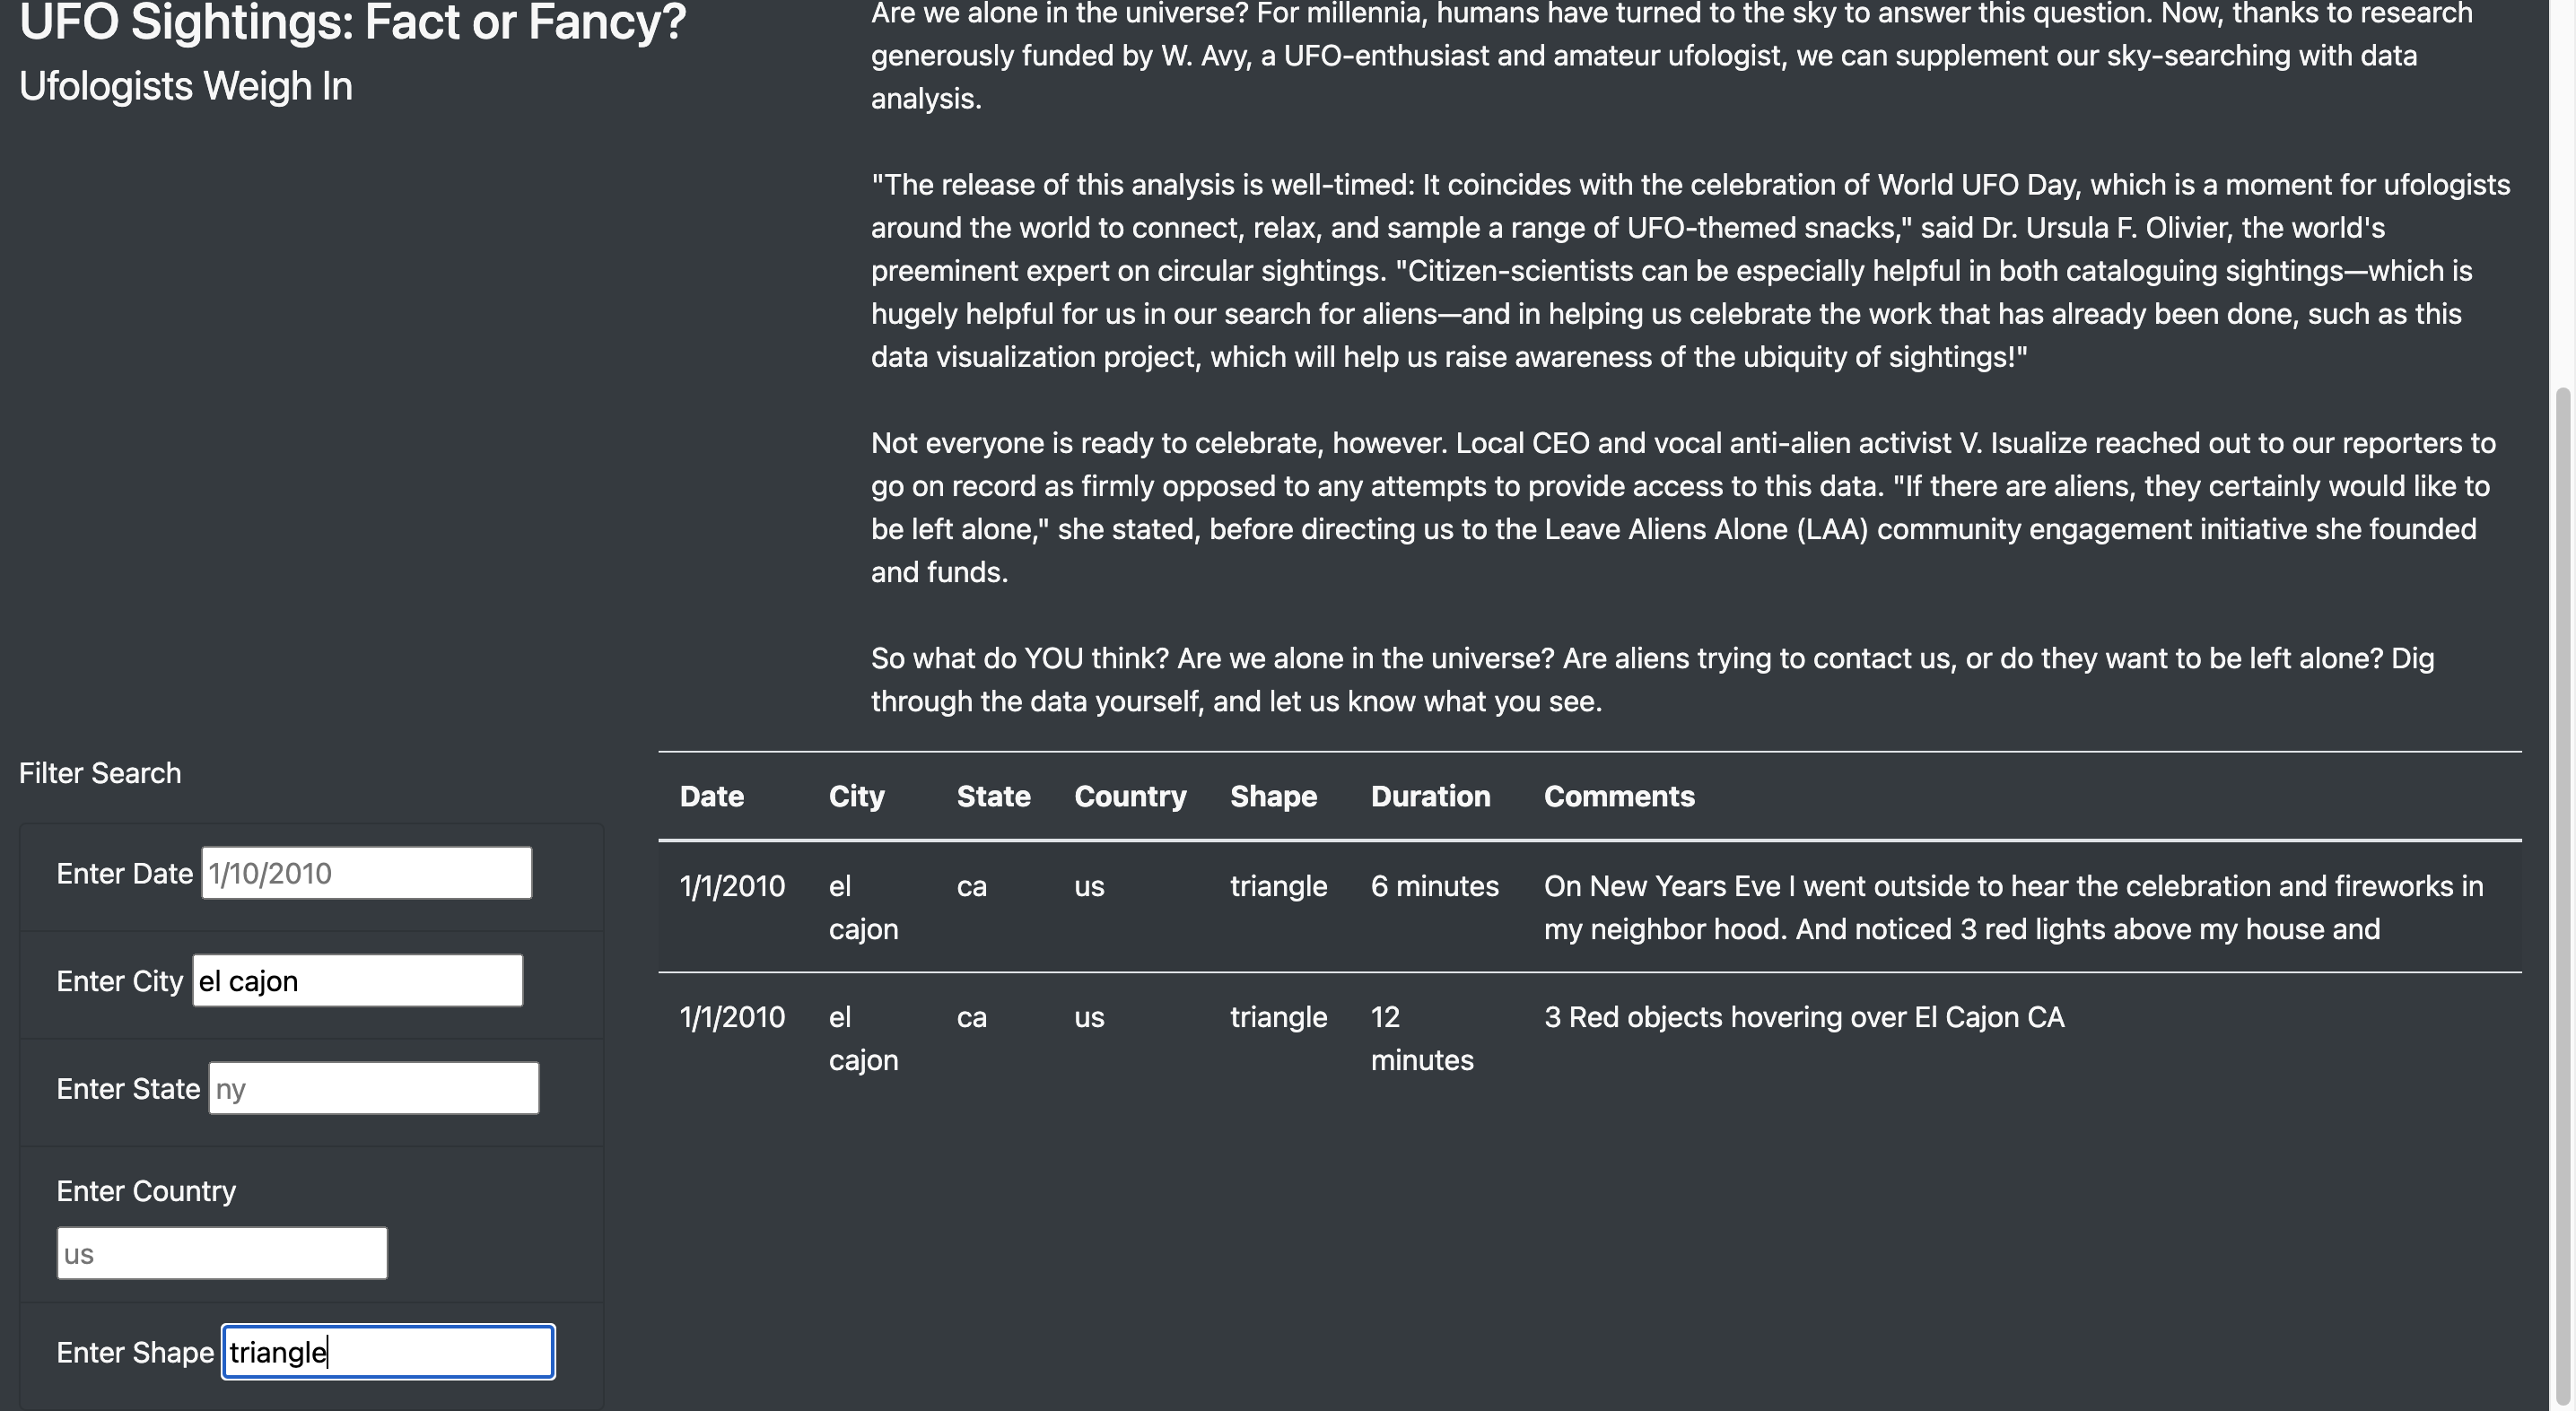 UFO Sightings: Fact or Fancy?
Ufologists Weigh In
Are we alone in the universe? For millennia, humans have turned to the sky to answer this question. Now, thanks to research
generously funded by W. Avy, a UFO-enthusiast and amateur ufologist, we can supplement our sky-searching with data
analysis.
"The release of this analysis is well-timed: It coincides with the celebration of World UFO Day, which is a moment for ufologists
around the world to connect, relax, and sample a range of UFO-themed snacks," said Dr. Ursula F. Olivier, the world's
preeminent expert on circular sightings. "Citizen-scientists can be especially helpful in both cataloguing sightings—which is
hugely helpful for us in our search for aliens—and in helping us celebrate the work that has already been done, such as this
data visualization project, which will help us raise awareness of the ubiquity of sightings!"
Not everyone is ready to celebrate, however. Local CEO and vocal anti-alien activist V. Isualize reached out to our reporters to
go on record as firmly opposed to any attempts to provide access to this data. "If there are aliens, they certainly would like to
be left alone," she stated, before directing us to the Leave Aliens Alone (LAA) community engagement initiative she founded
and funds.
So what do YOU think? Are we alone in the universe? Are aliens trying to contact us, or do they want to be left alone? Dig
through the data yourself, and let us know what you see.
Filter Search
Enter Date 1/10/2010
Enter City el cajon
Enter State ny
Enter Country
us
Enter Shape triangle
Date City State Country Shape Duration Comments
1/1/2010 el ca us triangle 6 minutes On New Years Eve I went outside to hear the celebration and fireworks in
cajon my neighbor hood. And noticed 3 red lights above my house and
1/1/2010 el ca us triangle 12 3 Red objects hovering over El Cajon CA
cajon minutes